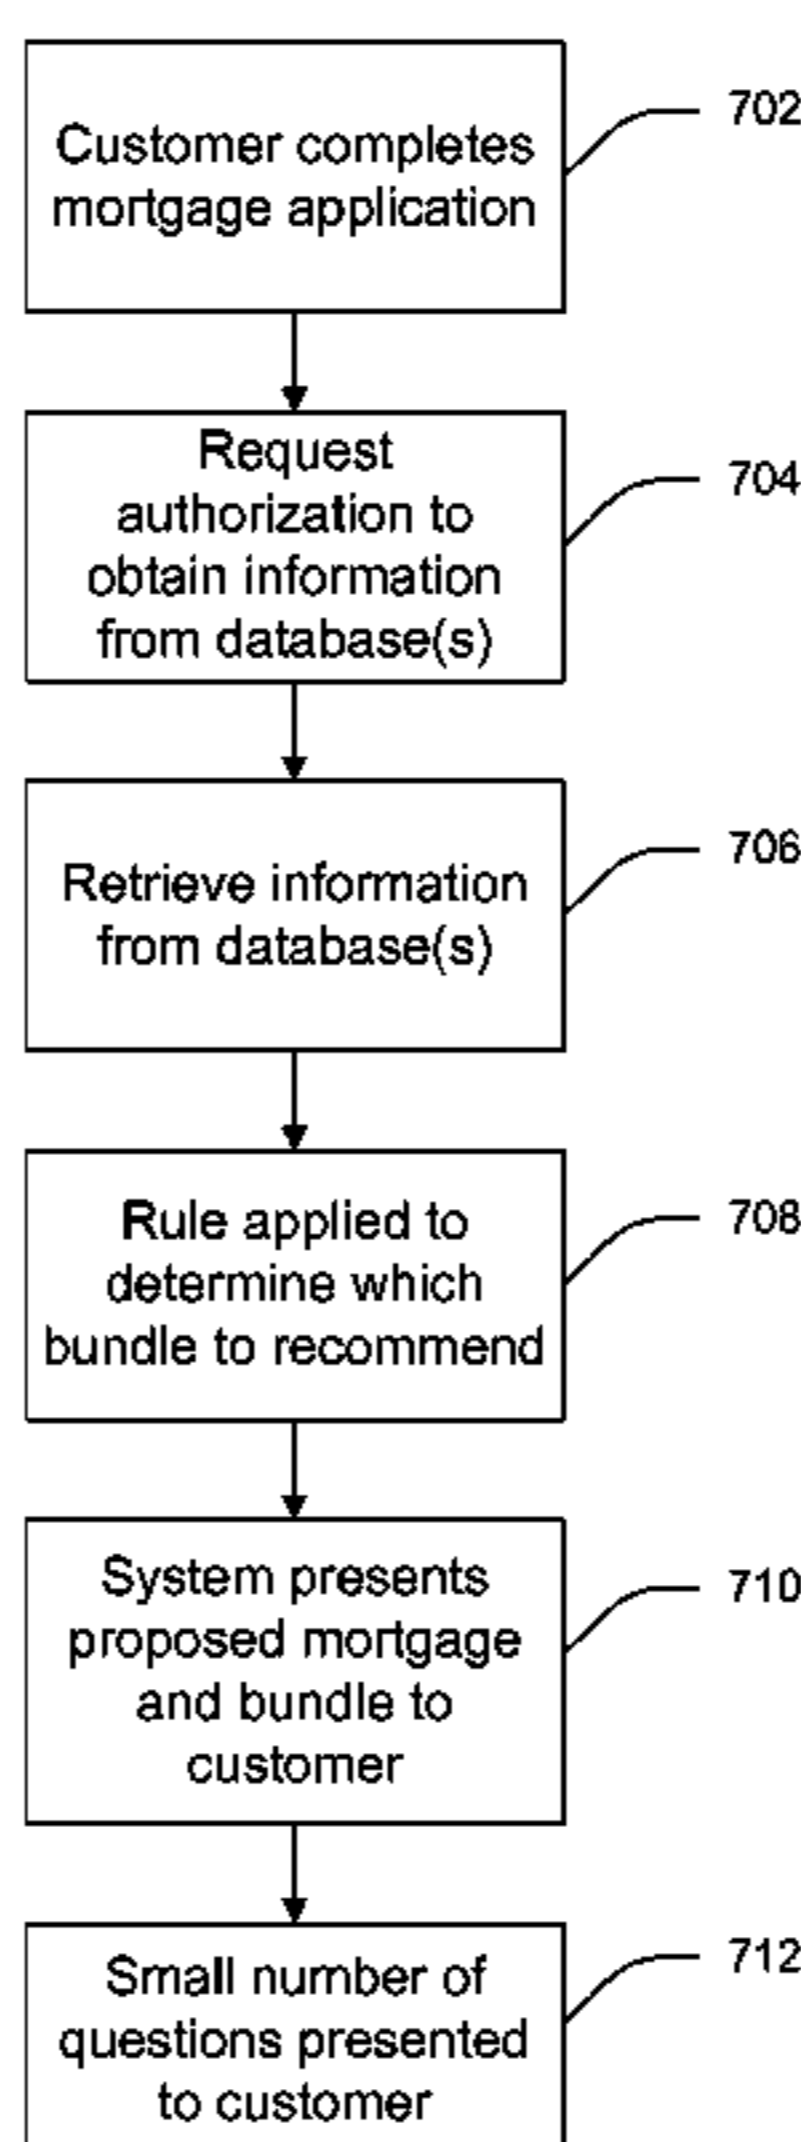 Customer completes
mortgage application
702
Request
authorization to
obtain information
from database(s)
704
Retrieve information
from database(s)
706
Rule applied to
determine which
bundle to recommend
708
System presents
proposed mortgage
and bundle to
customer
710
Small number of
questions presented
to customer
712